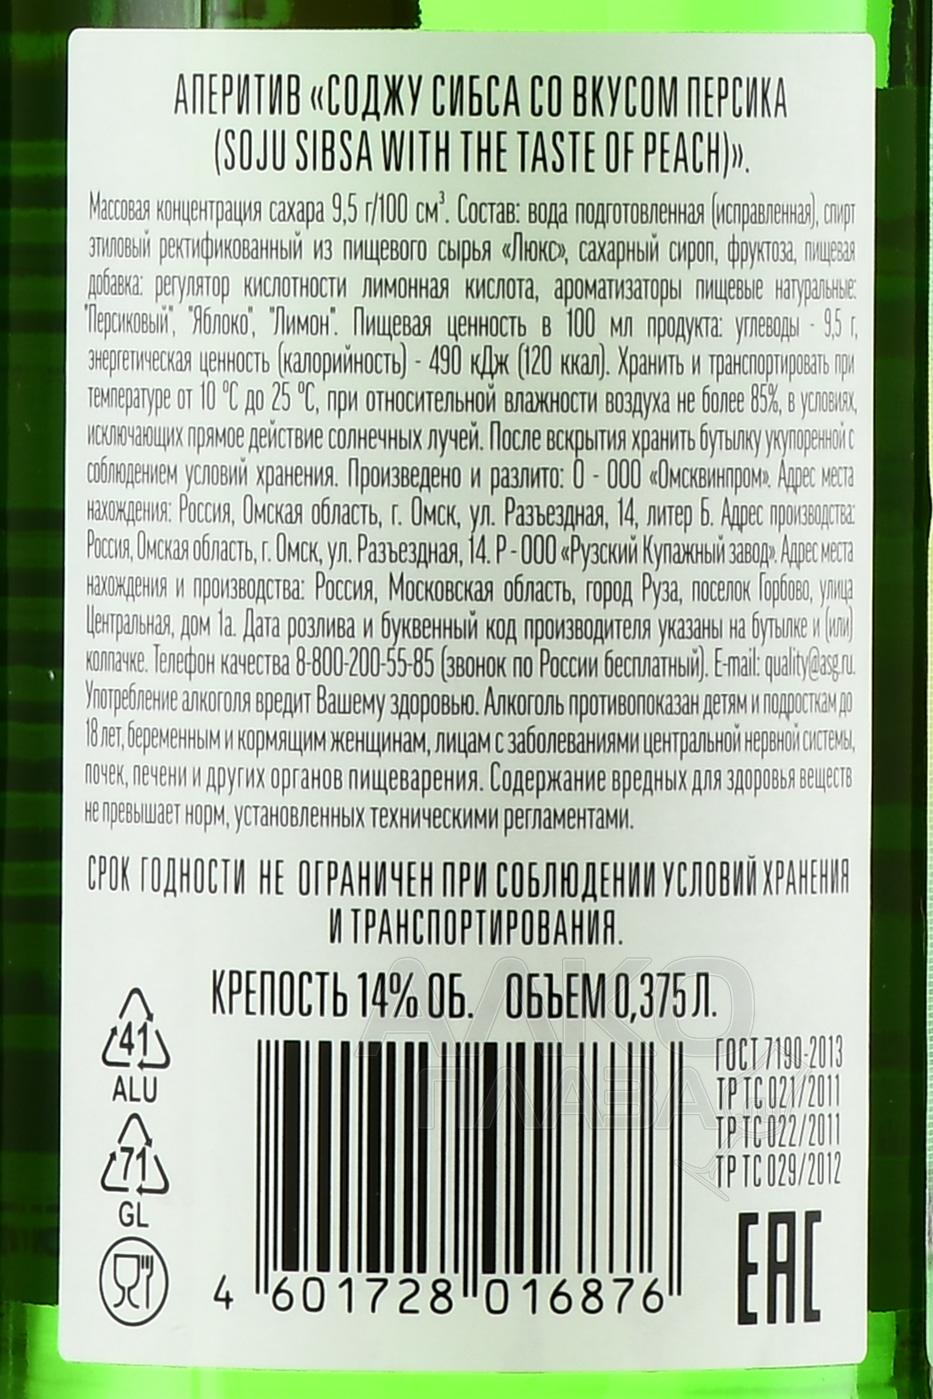 АПЕРИТИВ «СОДЖУ СИБСА СО ВКУСОМ ПЕРСИКА
(SOJU SIBSA WITH THE TASTE OF PEACH)».
Массовая концентрация сахара 9,5 г/100 см³. Состав: вода подготовленная (исправленная), спирт
этиловый ректификованный из пищевого сырья «Люкс», сахарный сироп, фруктоза, пищевая
добавка: регулятор кислотности лимонная кислота, ароматизаторы пищевые натуральные:
"Персиковый", "Яблоко", "Лимон". Пищевая ценность в 100 мл продукта: углеводы - 9,5 г,
энергетическая ценность (калорийность) - 490 кДж (120 ккал). Хранить и транспортировать при
температуре от 10 °С до 25 °С, при относительной влажности воздуха не более 85%, в условиях,
исключающих прямое действие солнечных лучей. После вскрытия хранить бутылку укупоренной с
соблюдением условий хранения. Произведено и разлито: О - ООО «Омсквинпром». Адрес места
нахождения: Россия, Омская область, г. Омск, ул. Разъездная, 14, литер Б. Адрес производства:
Россия, Омская область, г. Омск, ул. Разъездная, 14. Р - ООО «Рузский Купажный завод». Адрес места
нахождения и производства: Россия, Московская область, город Руза, поселок Горбово, улица
Центральная, дом 1а. Дата розлива и буквенный код производителя указаны на бутылке и (или)
колпачке. Телефон качества 8-800-200-55-85 (звонок по России бесплатный). E-mail: quality@asg.ru.
Употребление алкоголя вредит Вашему здоровью. Алкоголь противопоказан детям и подросткам до
18 лет, беременным и кормящим женщинам, лицам с заболеваниями центральной нервной системы,
почек, печени и других органов пищеварения. Содержание вредных для здоровья веществ
не превышает норм, установленных техническими регламентами.
СРОК ГОДНОСТИ НЕ ОГРАНИЧЕН ПРИ СОБЛЮДЕНИИ УСЛОВИЙ ХРАНЕНИЯ
И ТРАНСПОРТИРОВАНИЯ.
КРЕПОСТЬ 14% ОБ. ОБЪЕМ 0,375 Л.
АЛКО
ПЛАЗА
41
ALU
71
GL
4 601728 016876
ГОСТ 7190-2013
ТР ТС 021/2011
ТР ТС 022/2011
ТР ТС 029/2012
EAC